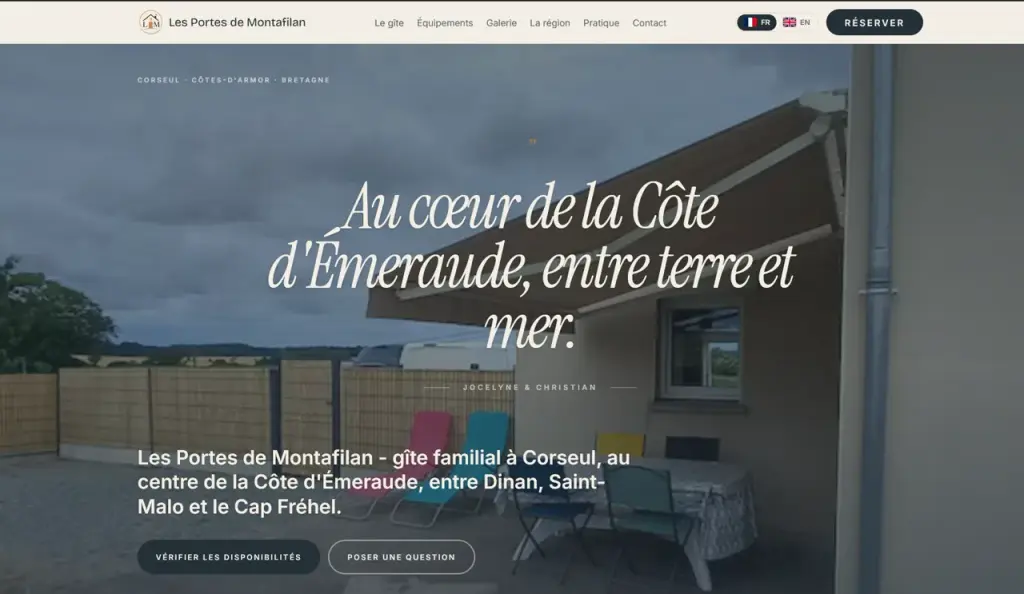 LM
Les Portes de Montafilan
Le gîte
Équipements
Galerie
La région
Pratique
Contact
FR
EN
RÉSERVER
CORSEUL · CÔTES-D'ARMOR · BRETAGNE
"
Au cœur de la Côte
d'Émeraude, entre terre et
mer.
JOCELYNE & CHRISTIAN
Les Portes de Montafilan - gîte familial à Corseul, au
centre de la Côte d'Émeraude, entre Dinan, Saint-
Malo et le Cap Fréhel.
VÉRIFIER LES DISPONIBILITÉS
POSER UNE QUESTION